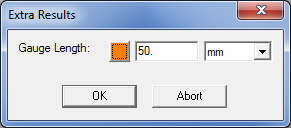 Extra Results
Gauge Length: 50. mm
OK Abort